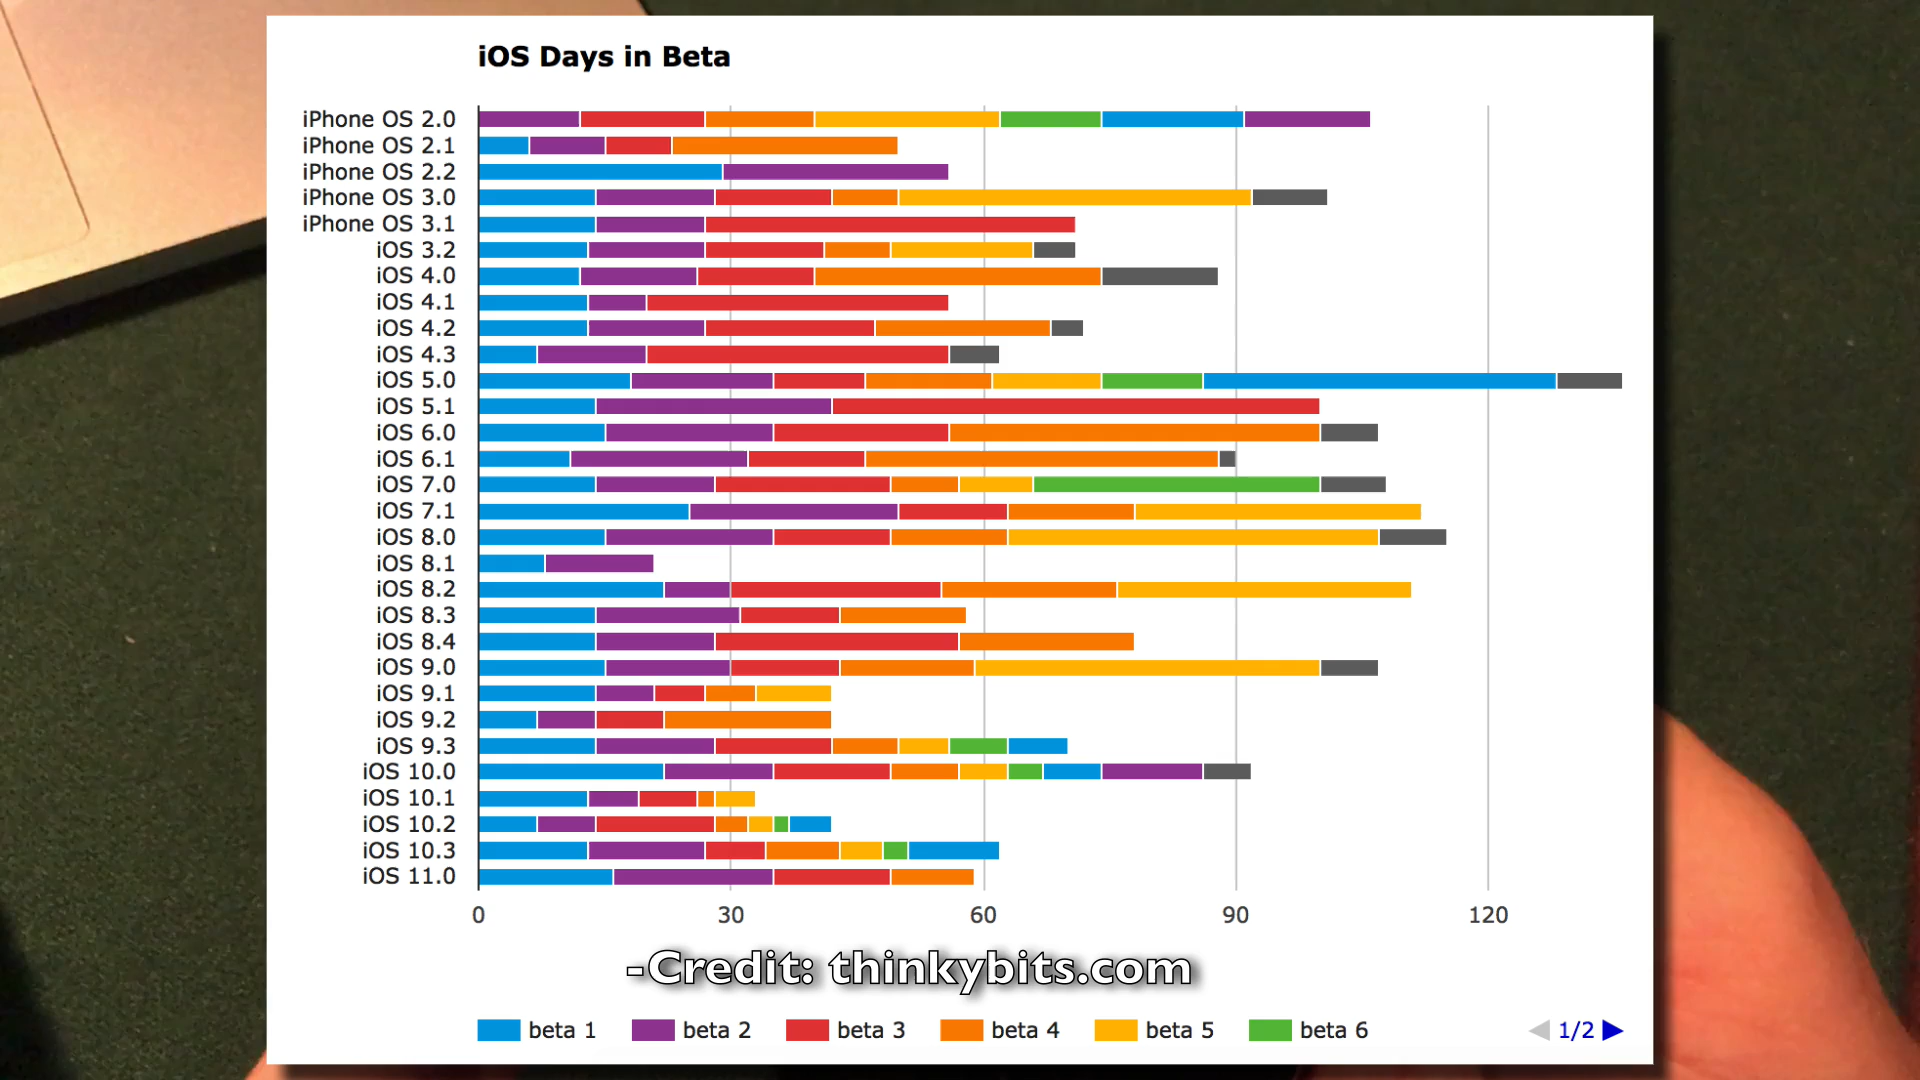 iOS Days in Beta
iPhone OS 2.0
iPhone OS 2.1
iPhone OS 2.2
iPhone OS 3.0
iPhone OS 3.1
iOS 3.2
iOS 4.0
iOS 4.1
iOS 4.2
iOS 4.3
iOS 5.0
iOS 5.1
iOS 6.0
iOS 6.1
iOS 7.0
iOS 7.1
iOS 8.0
iOS 8.1
iOS 8.2
iOS 8.3
iOS 8.4
iOS 9.0
iOS 9.1
iOS 9.2
iOS 9.3
iOS 10.0
iOS 10.1
iOS 10.2
iOS 10.3
iOS 11.0
0 30 60 90 120
-Credit: thinkybits.com
beta 1 beta 2 beta 3 beta 4 beta 5 beta 6 1/2